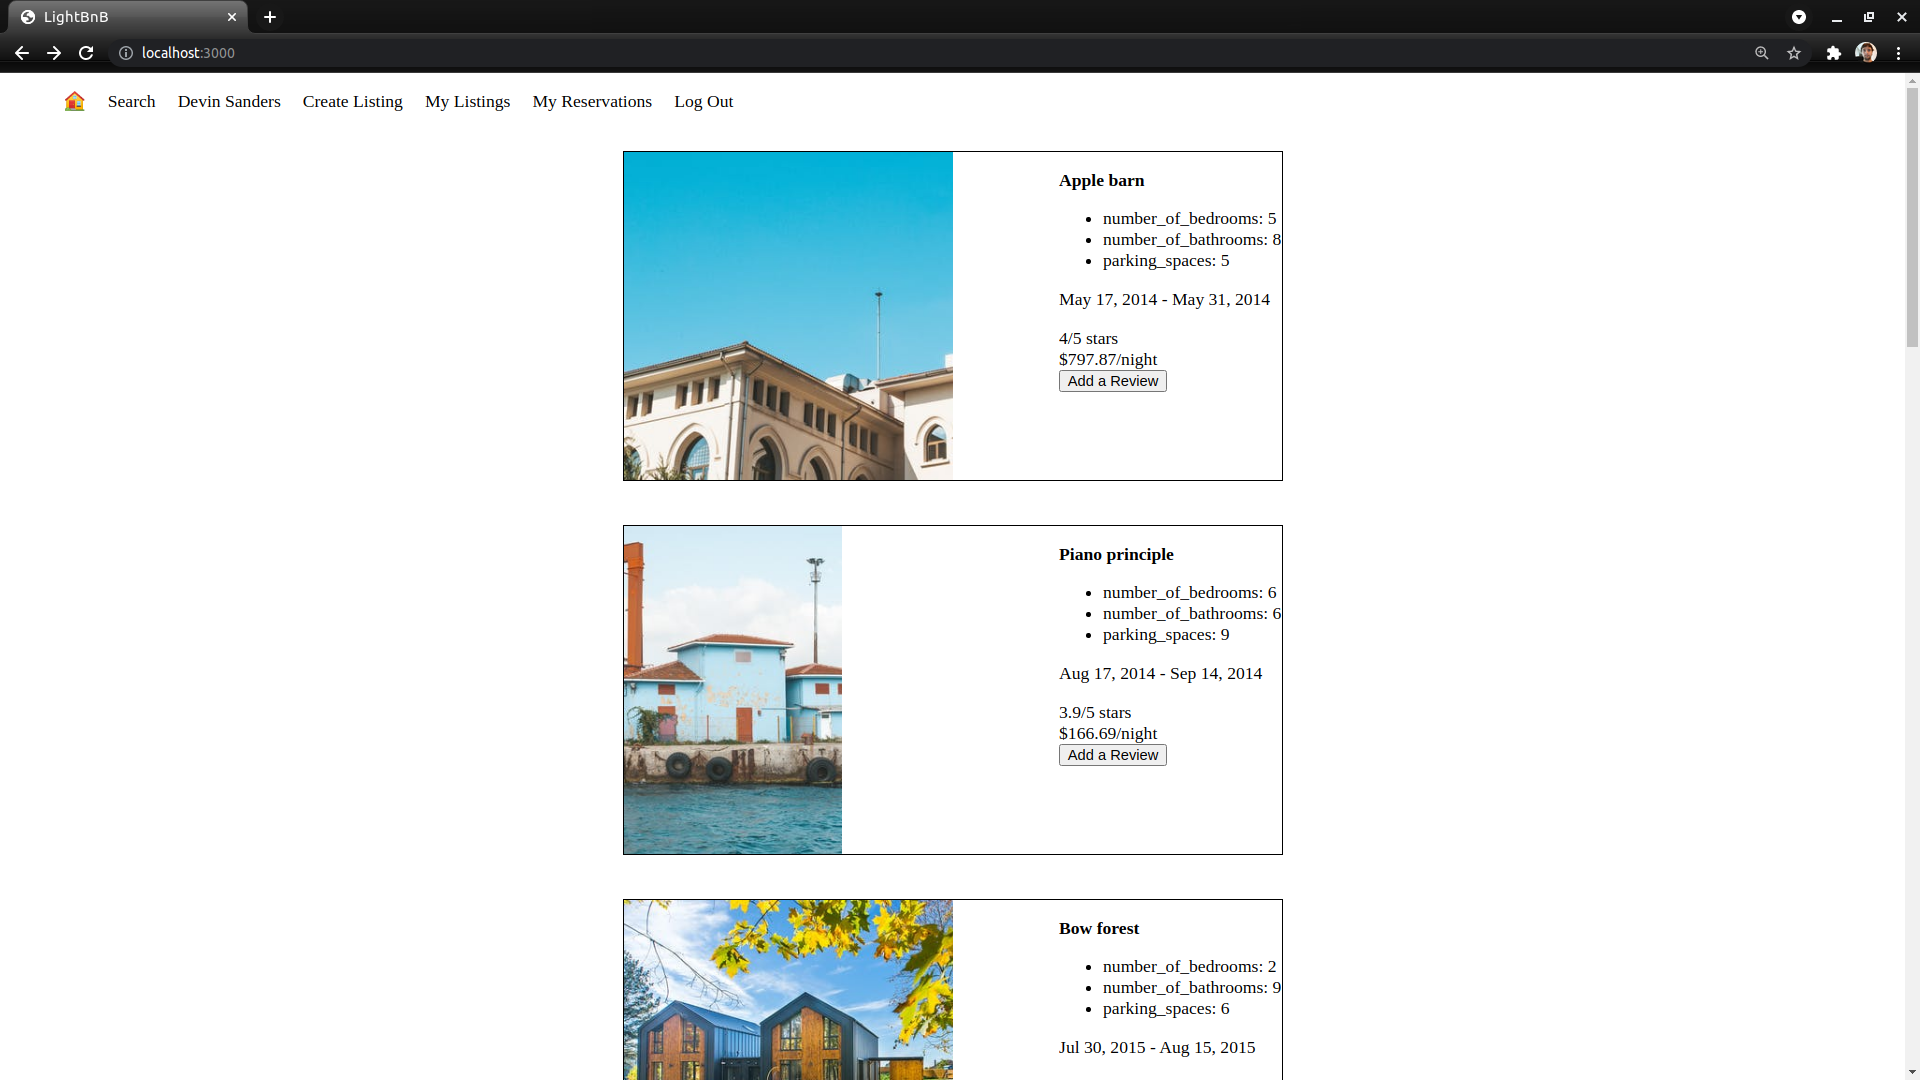 LightBnB
localhost:3000
Search Devin Sanders Create Listing My Listings My Reservations Log Out
Apple barn
number_of_bedrooms: 5
number_of_bathrooms: 8
parking_spaces: 5
May 17, 2014 - May 31, 2014
4/5 stars
$797.87/night
Add a Review
Piano principle
number_of_bedrooms: 6
number_of_bathrooms: 6
parking_spaces: 9
Aug 17, 2014 - Sep 14, 2014
3.9/5 stars
$166.69/night
Add a Review
Bow forest
number_of_bedrooms: 2
number_of_bathrooms: 9
parking_spaces: 6
Jul 30, 2015 - Aug 15, 2015